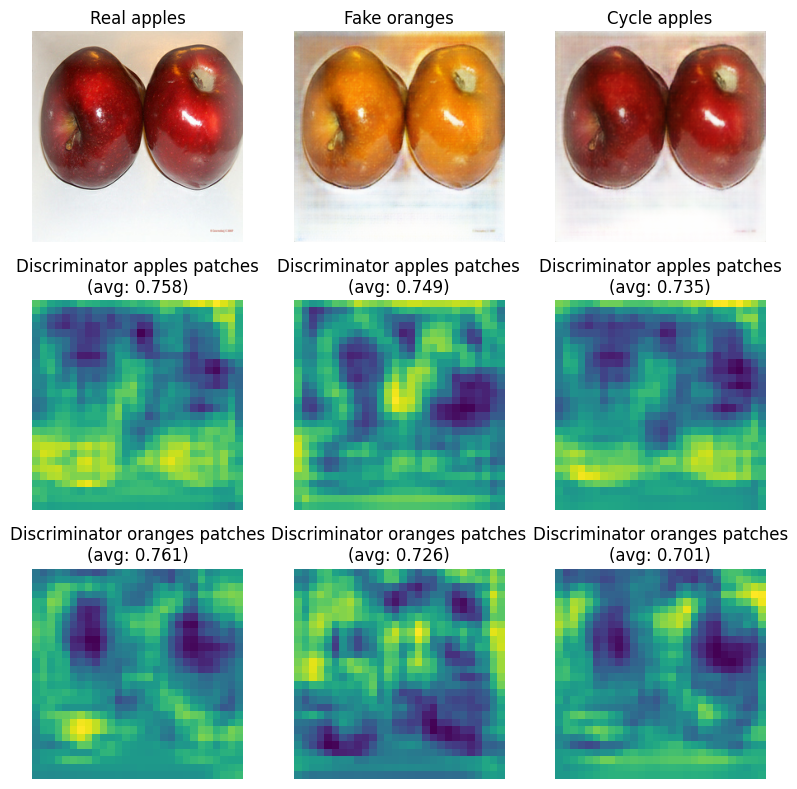 Real apples
Fake oranges
Cycle apples
Discriminator apples patches
(avg: 0.758)
Discriminator apples patches
(avg: 0.749)
Discriminator apples patches
(avg: 0.735)
Discriminator oranges patches
(avg: 0.761)
Discriminator oranges patches
(avg: 0.726)
Discriminator oranges patches
(avg: 0.701)